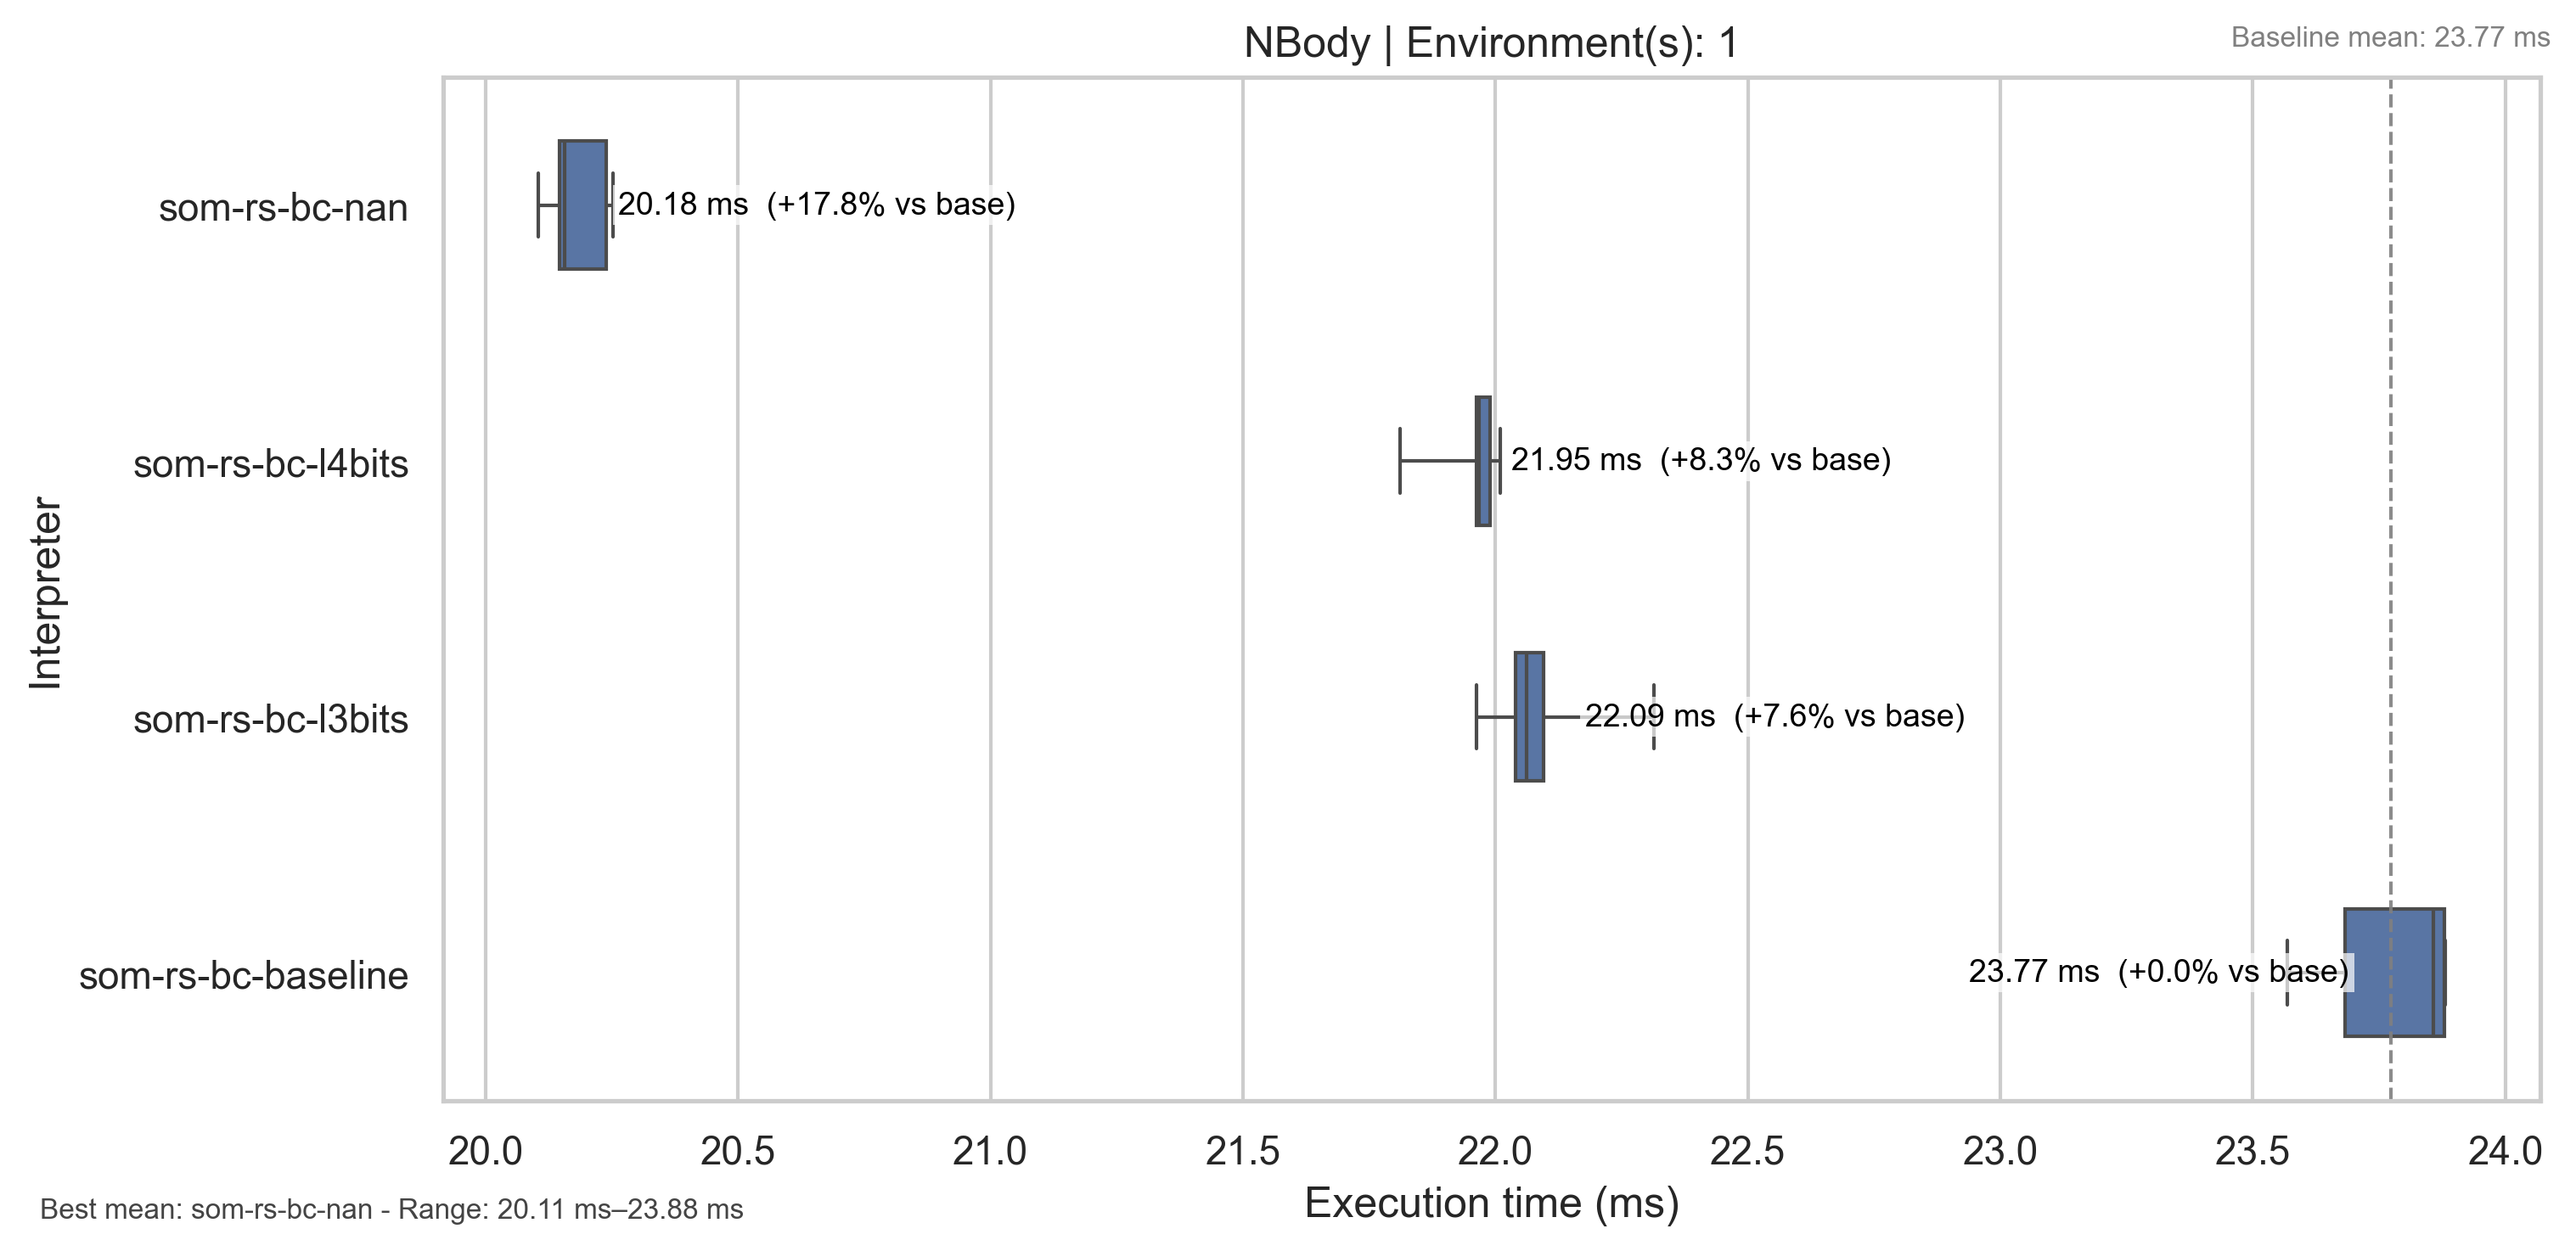 NBody | Environment(s): 1
Baseline mean: 23.77 ms
Interpreter
som-rs-bc-nan
20.18 ms  (+17.8% vs base)
som-rs-bc-l4bits
21.95 ms  (+8.3% vs base)
som-rs-bc-l3bits
22.09 ms  (+7.6% vs base)
som-rs-bc-baseline
23.77 ms  (+0.0% vs base)
20.0 20.5 21.0 21.5 22.0 22.5 23.0 23.5 24.0
Execution time (ms)
Best mean: som-rs-bc-nan - Range: 20.11 ms–23.88 ms